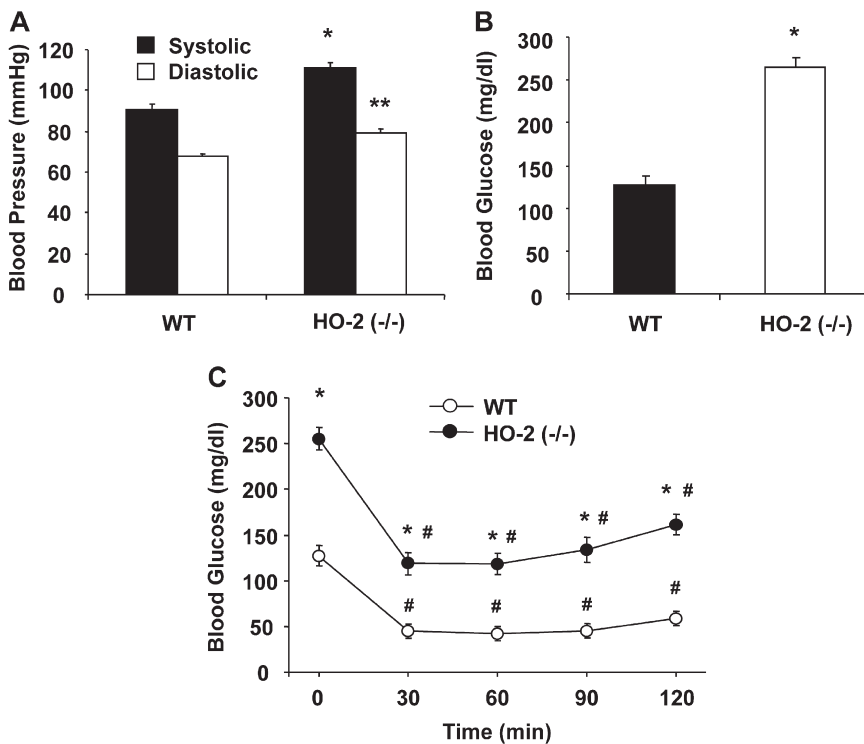 A
Blood Pressure (mmHg)
120
100
80
60
40
20
0
Systolic
Diastolic
*
**
WT
HO-2 (-/-)
B
Blood Glucose (mg/dl)
300
250
200
150
100
50
0
*
WT
HO-2 (-/-)
C
Blood Glucose (mg/dl)
300
250
200
150
100
50
0
WT
HO-2 (-/-)
*
* #
* #
* #
* #
#
#
#
#
0 30 60 90 120
Time (min)